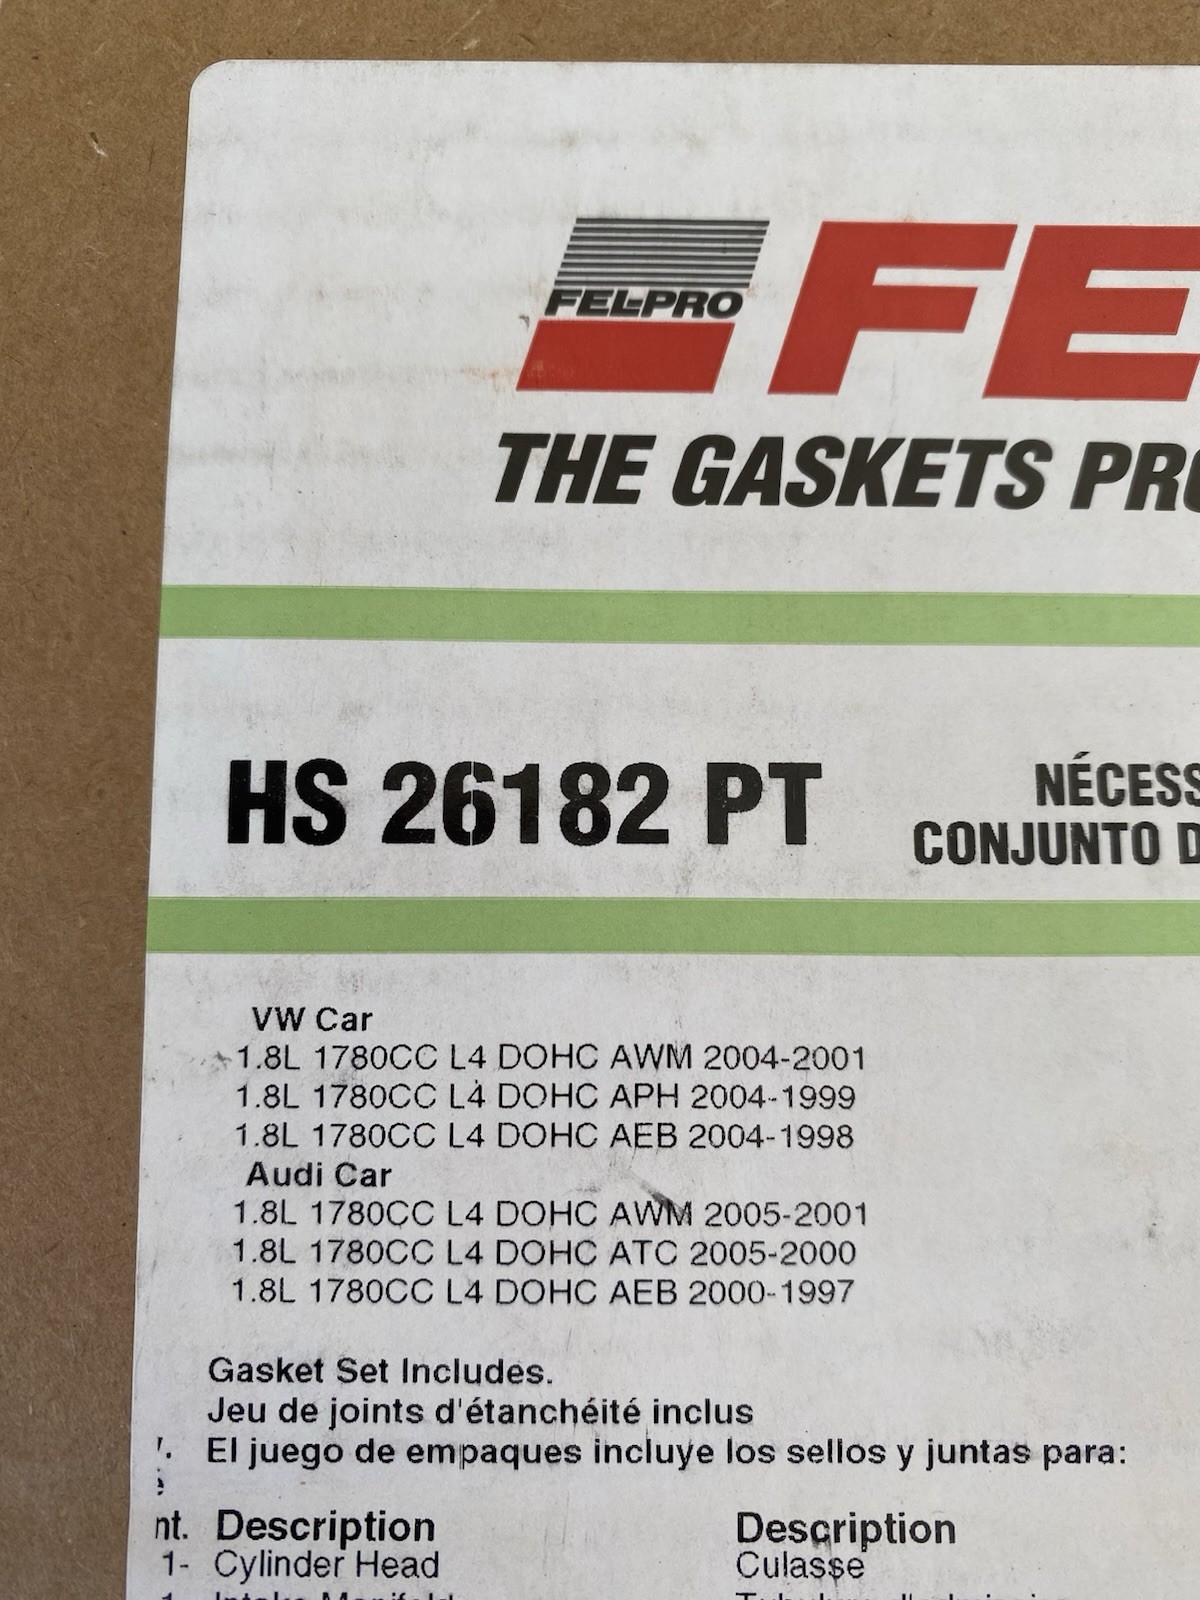 FEL-PRO
FE
THE GASKETS PRO
HS 26182 PT
NÉCESS
CONJUNTO D
VW Car
1.8L 1780CC L4 DOHC AWM 2004-2001
1.8L 1780CC L4 DOHC APH 2004-1999
1.8L 1780CC L4 DOHC AEB 2004-1998
Audi Car
1.8L 1780CC L4 DOHC AWM 2005-2001
1.8L 1780CC L4 DOHC ATC 2005-2000
1.8L 1780CC L4 DOHC AEB 2000-1997
Gasket Set Includes.
Jeu de joints d'étanchéité inclus
El juego de empaques incluye los sellos y juntas para:
nt. Description Description
1- Cylinder Head Culasse
Intake Manifold